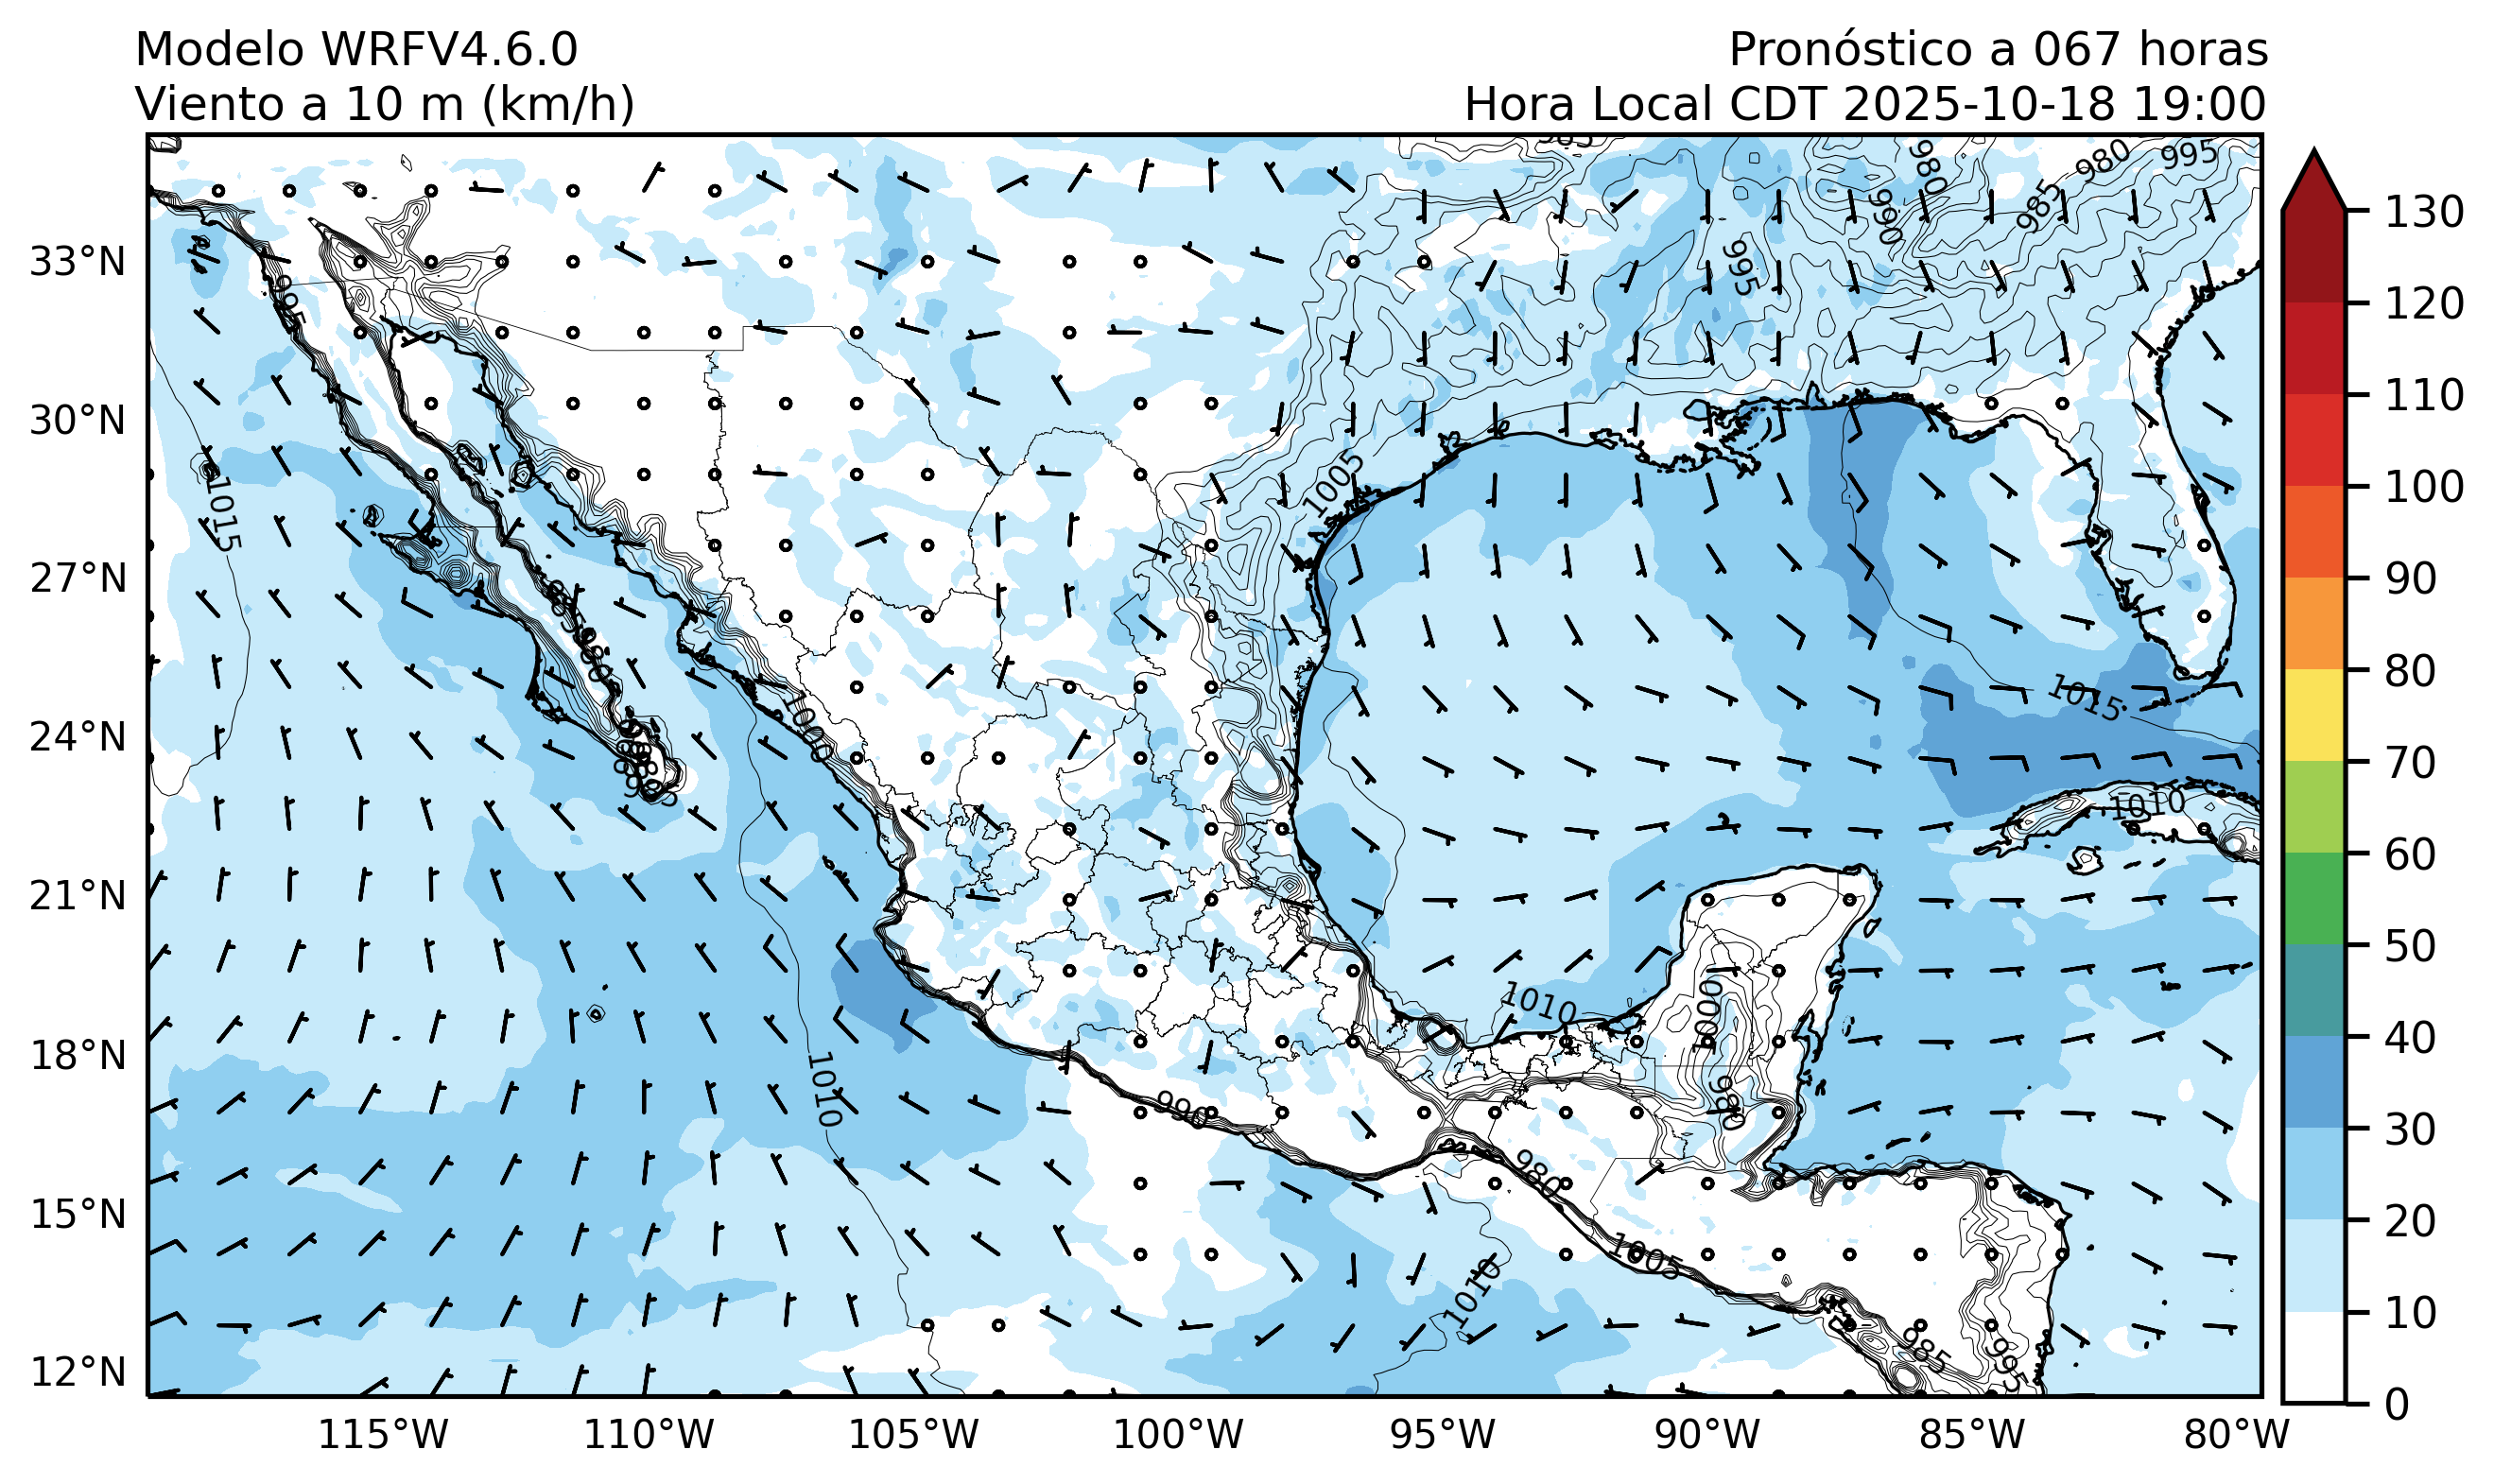 Modelo WRFV4.6.0
Pronóstico a 067 horas
Viento a 10 m (km/h)
Hora Local CDT 2025-10-18 19:00
985
980
980
995
985
990
995
995
1005
1015
985
980
1000
1015
985
1010
1010
1000
1010
990
980
980
1005
1010
985
995
33°N
30°N
27°N
24°N
21°N
18°N
15°N
12°N
115°W
110°W
105°W
100°W
95°W
90°W
85°W
80°W
130
120
110
100
90
80
70
60
50
40
30
20
10
0